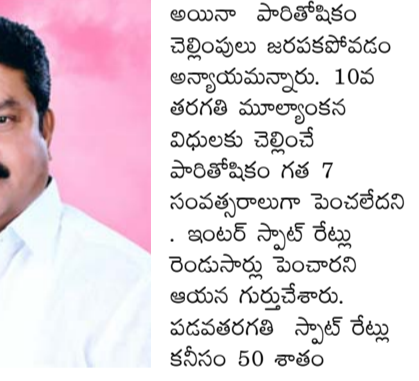 అయినా పారితోషికం
చెల్లింపులు జరపకపోవడం
అన్యాయమన్నారు. 10వ
తరగతి మూల్యాంకన
విధులకు చెల్లించే
పారితోషికం గత 7
సంవత్సరాలుగా పెంచలేదని
. ఇంటర్ స్పాట్ రేట్లు
రెండుసార్లు పెంచారని
ఆయన గుర్తుచేశారు.
పడవతరగతి స్పాట్ రేట్లు
కనీసం 50 శాతం